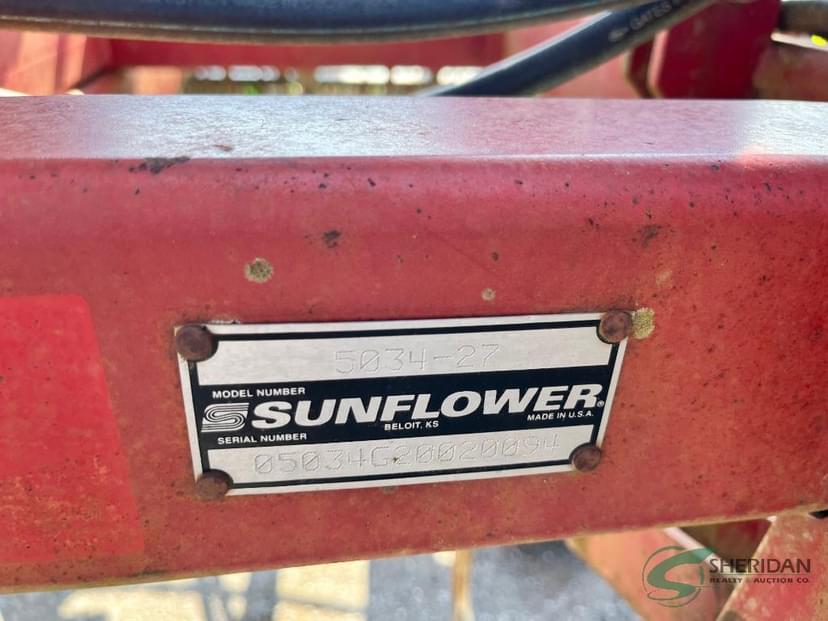 GATES
5034-27
MODEL NUMBER
SUNFLOWER®
BELOIT, KS
MADE IN U.S.A.
SERIAL NUMBER
05034G20020094
SHERIDAN
REALTY & AUCTION CO.